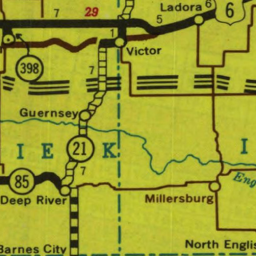 Ladora
6
6
7
29
5
1
Victor
7
398
7
Guernsey
I E K I
21
7
85
Deep River
Millersburg
Eng
Barnes City
North Englis